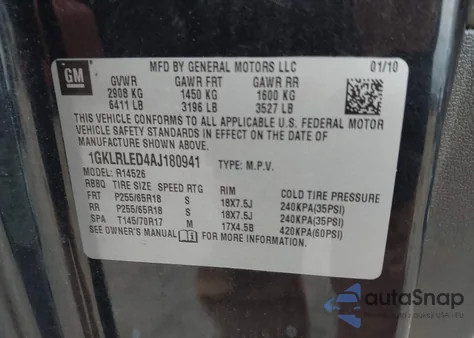 GM
MFD BY GENERAL MOTORS LLC 01/10
GVWR GAWR FRT GAWR RR
2908 KG 1450 KG 1600 KG
6411 LB 3196 LB 3527 LB
THIS VEHICLE CONFORMS TO ALL APPLICABLE U.S. FEDERAL MOTOR
VEHICLE SAFETY STANDARDS IN EFFECT ON THE DATE OF
MANUFACTURE SHOWN ABOVE.
1GKLRLED4AJ180941 TYPE: M.P.V.
MODEL: R14526
RBBQ TIRE SIZE SPEED RTG RIM COLD TIRE PRESSURE
FRT P255/65R18 S 18X7.5J 240KPA(35PSI)
RR P255/65R18 S 18X7.5J 240KPA(35PSI)
SPA T145/70R17 M 17X4.5B 420KPA(60PSI)
SEE OWNER'S MANUAL FOR MORE INFORMATION.
autoSnap